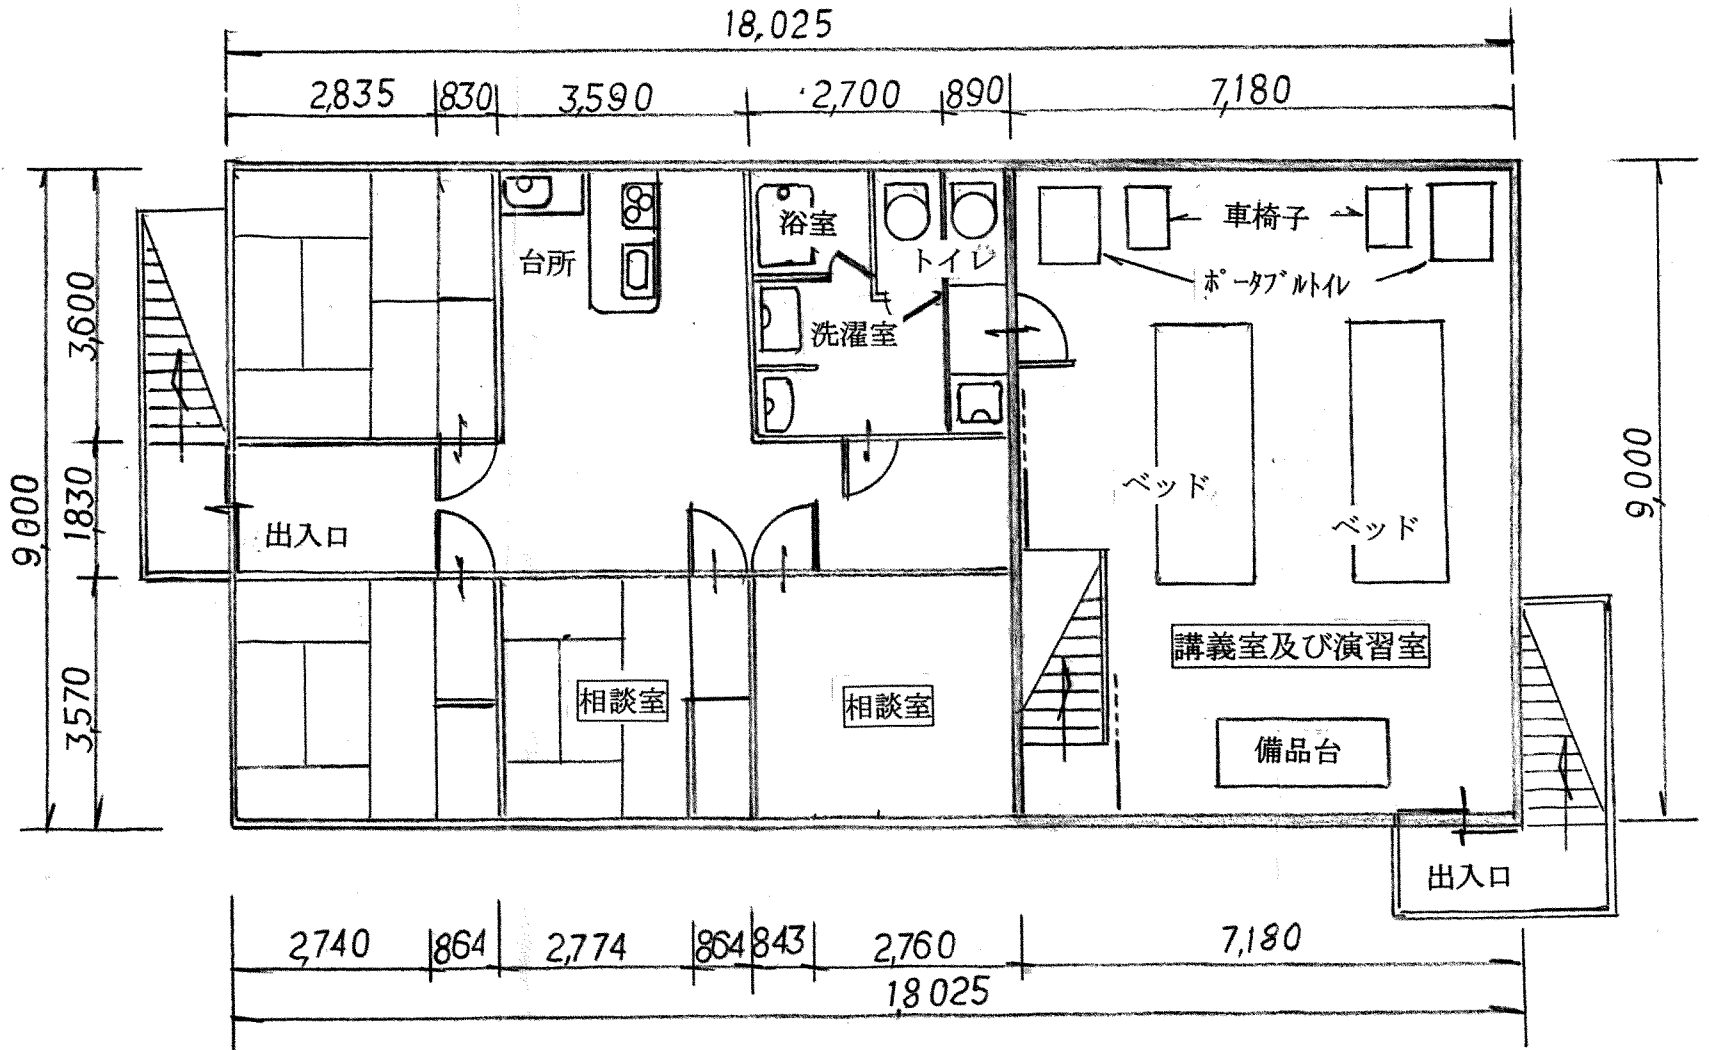 18,025
2,835 830 3,590 2,700 890 7,180
浴室
車椅子
台所
トイレ
ポータブルトイレ
洗濯室
3,600
9,000
1830
9,000
ベッド
ベッド
出入口
講義室及び演習室
3,570
相談室
相談室
備品台
出入口
2,740 864 2,774 864 843 2,760 7,180
18,025